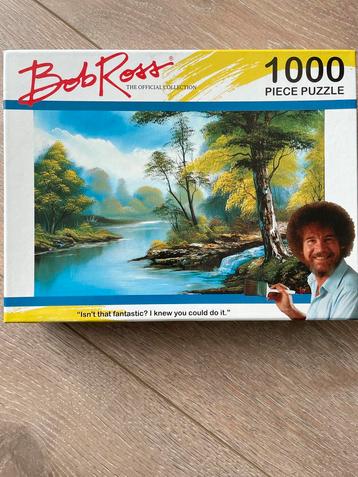 Bob Ross®
THE OFFICIAL COLLECTION
1000
PIECE PUZZLE
"Isn't that fantastic? I knew you could do it."